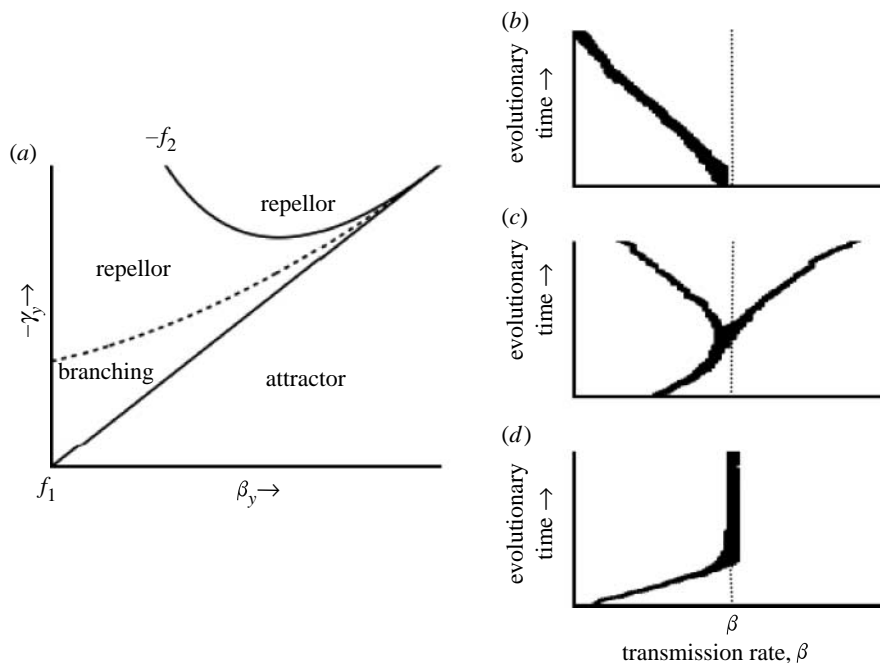 (a)
–f2
repellor
repellor
branching
attractor
–γy→
f1
βy→
(b)
evolutionary
time →
(c)
evolutionary
time →
(d)
evolutionary
time →
β
transmission rate, β